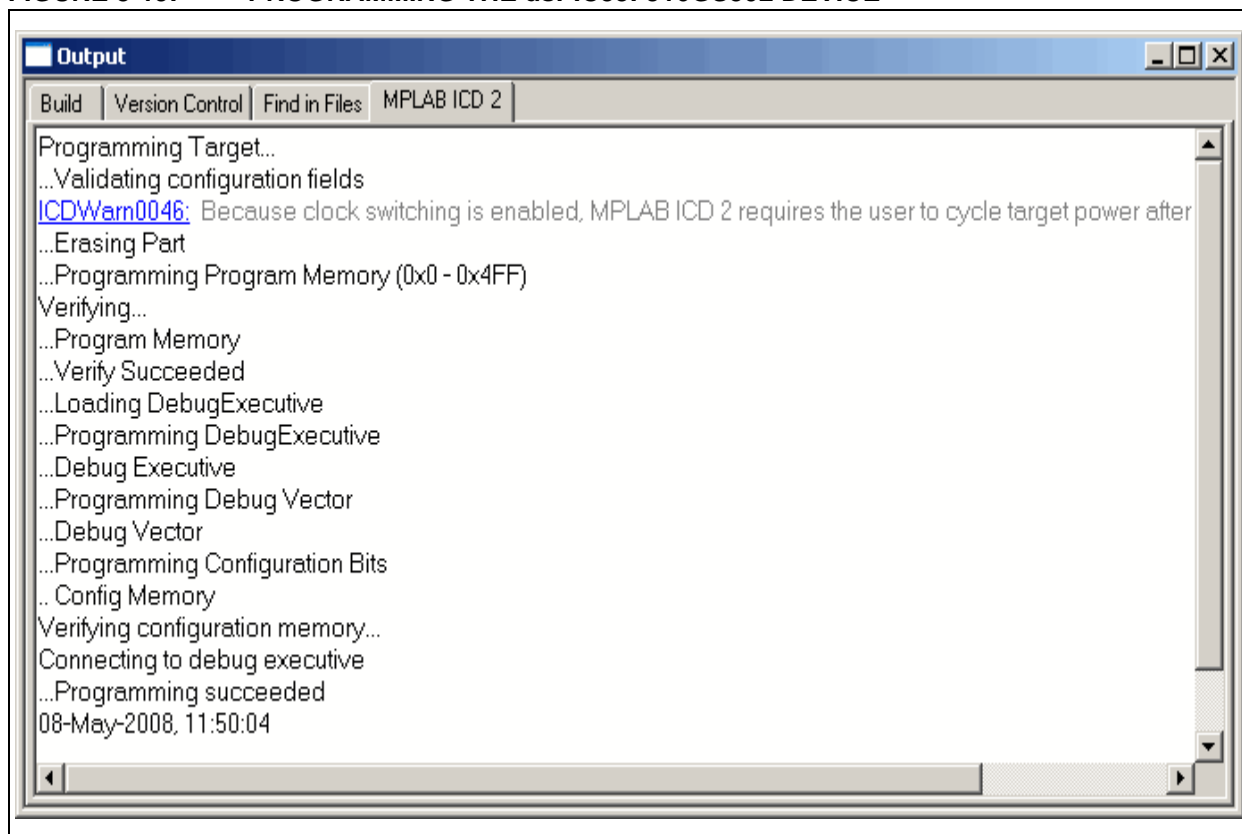 Output
Build Version Control Find in Files MPLAB ICD 2
Programming Target...
...Validating configuration fields
ICDWarn0046: Because clock switching is enabled, MPLAB ICD 2 requires the user to cycle target power after
...Erasing Part
...Programming Program Memory (0x0 - 0x4FF)
Verifying...
...Program Memory
...Verify Succeeded
...Loading DebugExecutive
...Programming DebugExecutive
...Debug Executive
...Programming Debug Vector
...Debug Vector
...Programming Configuration Bits
.. Config Memory
Verifying configuration memory...
Connecting to debug executive
...Programming succeeded
08-May-2008, 11:50:04